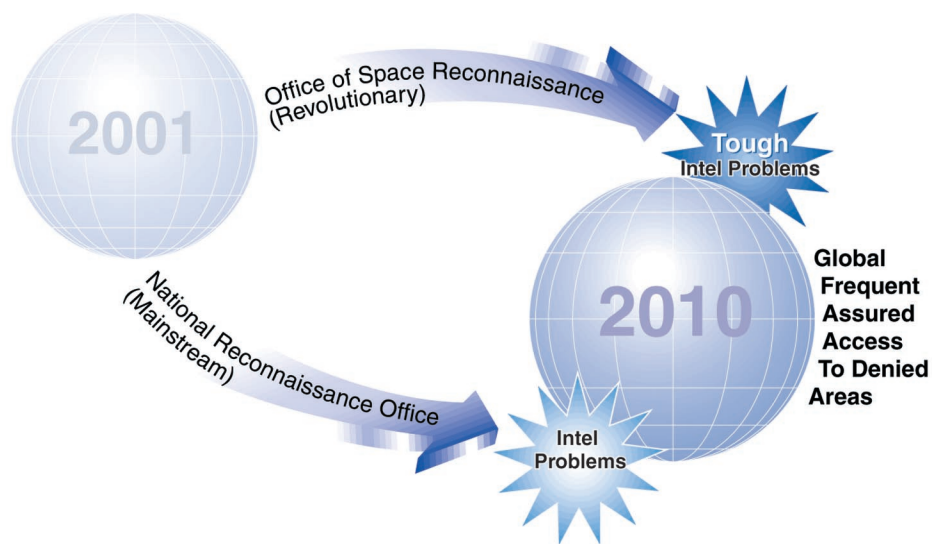 2001
Office of Space Reconnaissance
(Revolutionary)
Tough
Intel Problems
National Reconnaissance Office
(Mainstream)
2010
Global
Frequent
Assured
Access
To Denied
Areas
Intel
Problems